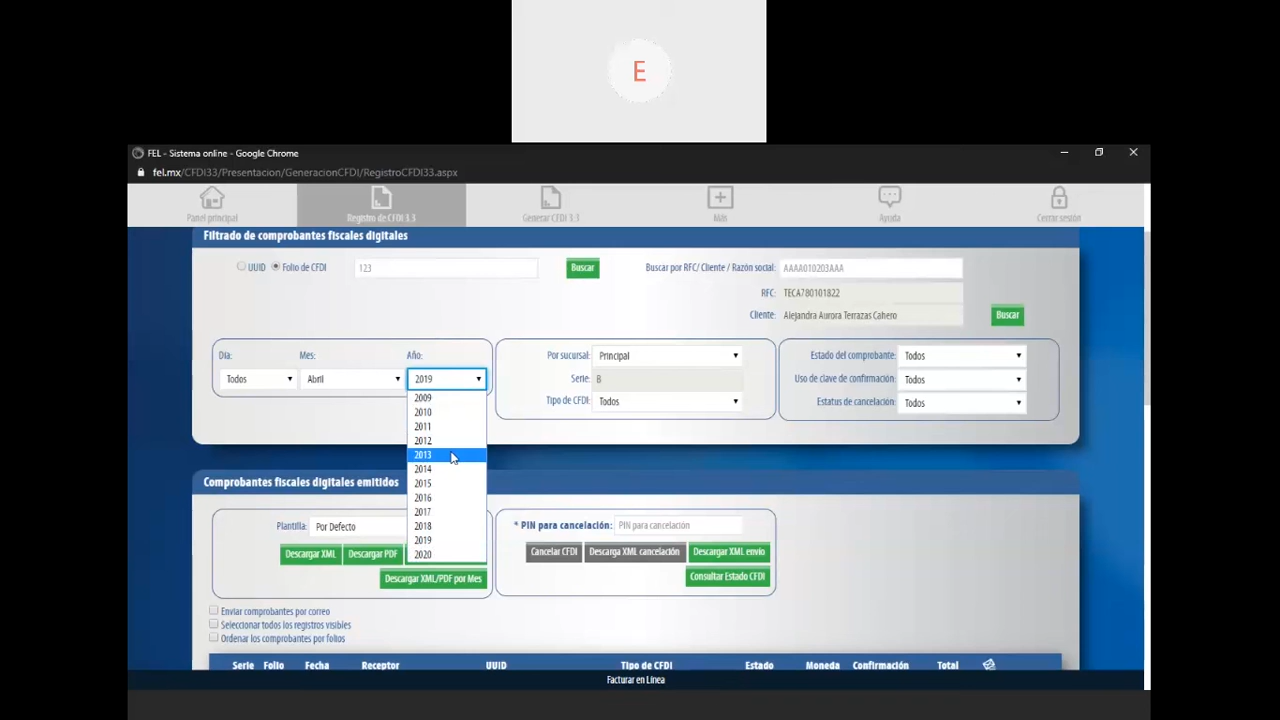 E
FEL - Sistema online - Google Chrome
fel.mx/CFDI33/Presentacion/GeneracionCFDI/RegistroCFDI33.aspx
Panel principal
Registro de CFDI 3.3
Generar CFDI 3.3
Más
Ayuda
Cerrar sesión
Filtrado de comprobantes fiscales digitales
UUID Folio de CFDI 123 Buscar
Buscar por RFC/ Cliente / Razón social: AAAA010203AAA
RFC: TECA780101822
Cliente: Alejandra Aurora Terrazas Cahero Buscar
Día: Mes: Año:
Todos Abril 2019
2009
2010
2011
2012
2013
2014
2015
2016
2017
2018
2019
2020
Por sucursal: Principal
Serie: B
Tipo de CFDI: Todos
Estado del comprobante: Todos
Uso de clave de confirmación: Todos
Estatus de cancelación: Todos
Comprobantes fiscales digitales emitidos
Plantilla: Por Defecto
Descargar XML Descargar PDF
Descargar XML/PDF por Mes
* PIN para cancelación: PIN para cancelación
Cancelar CFDI Descarga XML cancelación Descargar XML envío
Consultar Estado CFDI
Enviar comprobantes por correo
Seleccionar todos los registros visibles
Ordenar los comprobantes por folios
Serie Folio Fecha Receptor UUID Tipo de CFDI Estado Moneda Confirmación Total
Facturar en Línea